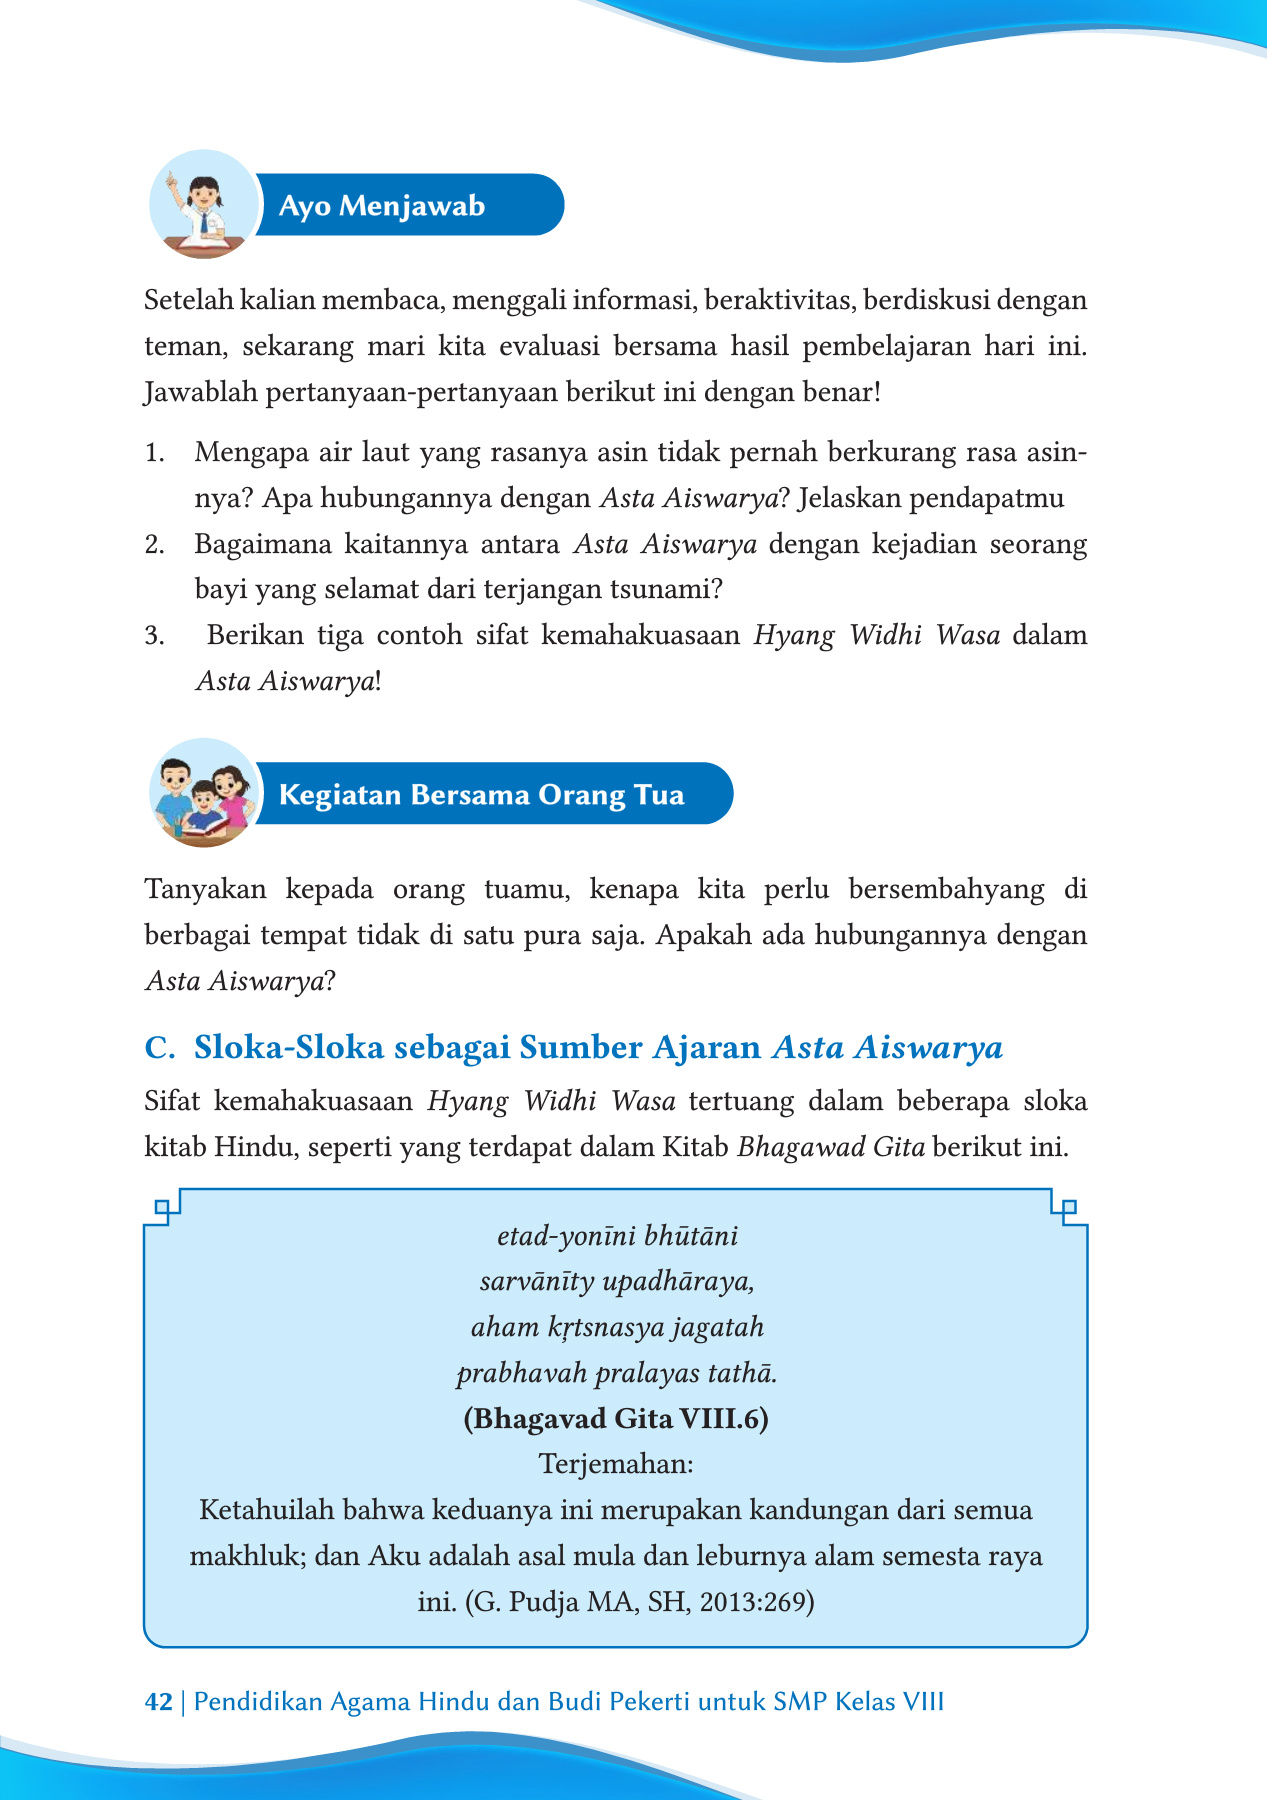 Ayo Menjawab
Setelah kalian membaca, menggali informasi, beraktivitas, berdiskusi dengan
teman, sekarang mari kita evaluasi bersama hasil pembelajaran hari ini.
Jawablah pertanyaan-pertanyaan berikut ini dengan benar!
1. Mengapa air laut yang rasanya asin tidak pernah berkurang rasa asin-
nya? Apa hubungannya dengan Asta Aiswarya? Jelaskan pendapatmu
2. Bagaimana kaitannya antara Asta Aiswarya dengan kejadian seorang
bayi yang selamat dari terjangan tsunami?
3. Berikan tiga contoh sifat kemahakuasaan Hyang Widhi Wasa dalam
Asta Aiswarya!
Kegiatan Bersama Orang Tua
Tanyakan kepada orang tuamu, kenapa kita perlu bersembahyang di
berbagai tempat tidak di satu pura saja. Apakah ada hubungannya dengan
Asta Aiswarya?
C. Sloka-Sloka sebagai Sumber Ajaran Asta Aiswarya
Sifat kemahakuasaan Hyang Widhi Wasa tertuang dalam beberapa sloka
kitab Hindu, seperti yang terdapat dalam Kitab Bhagawad Gita berikut ini.
etad-yonīni bhūtāni
sarvānīty upadhāraya,
aham kṛtsnasya jagatah
prabhavah pralayas tathā.
(Bhagavad Gita VIII.6)
Terjemahan:
Ketahuilah bahwa keduanya ini merupakan kandungan dari semua
makhluk; dan Aku adalah asal mula dan leburnya alam semesta raya
ini. (G. Pudja MA, SH, 2013:269)
42 | Pendidikan Agama Hindu dan Budi Pekerti untuk SMP Kelas VIII